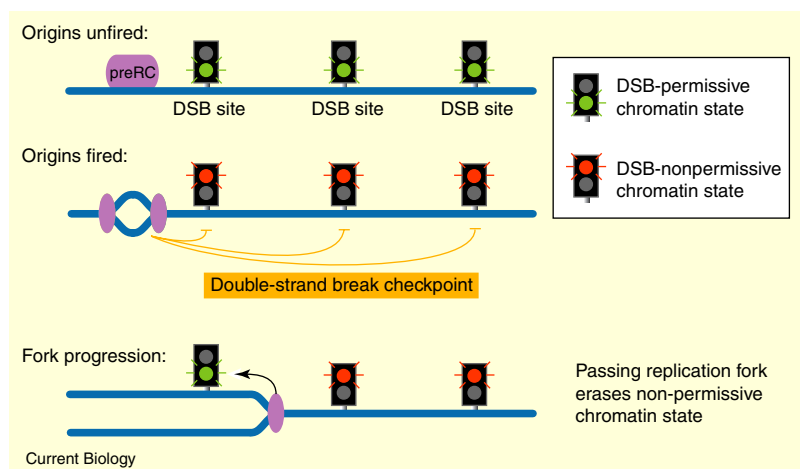 Origins unfired:
preRC
DSB site
DSB site
DSB site
DSB-permissive
chromatin state
DSB-nonpermissive
chromatin state
Origins fired:
Double-strand break checkpoint
Fork progression:
Passing replication fork
erases non-permissive
chromatin state
Current Biology